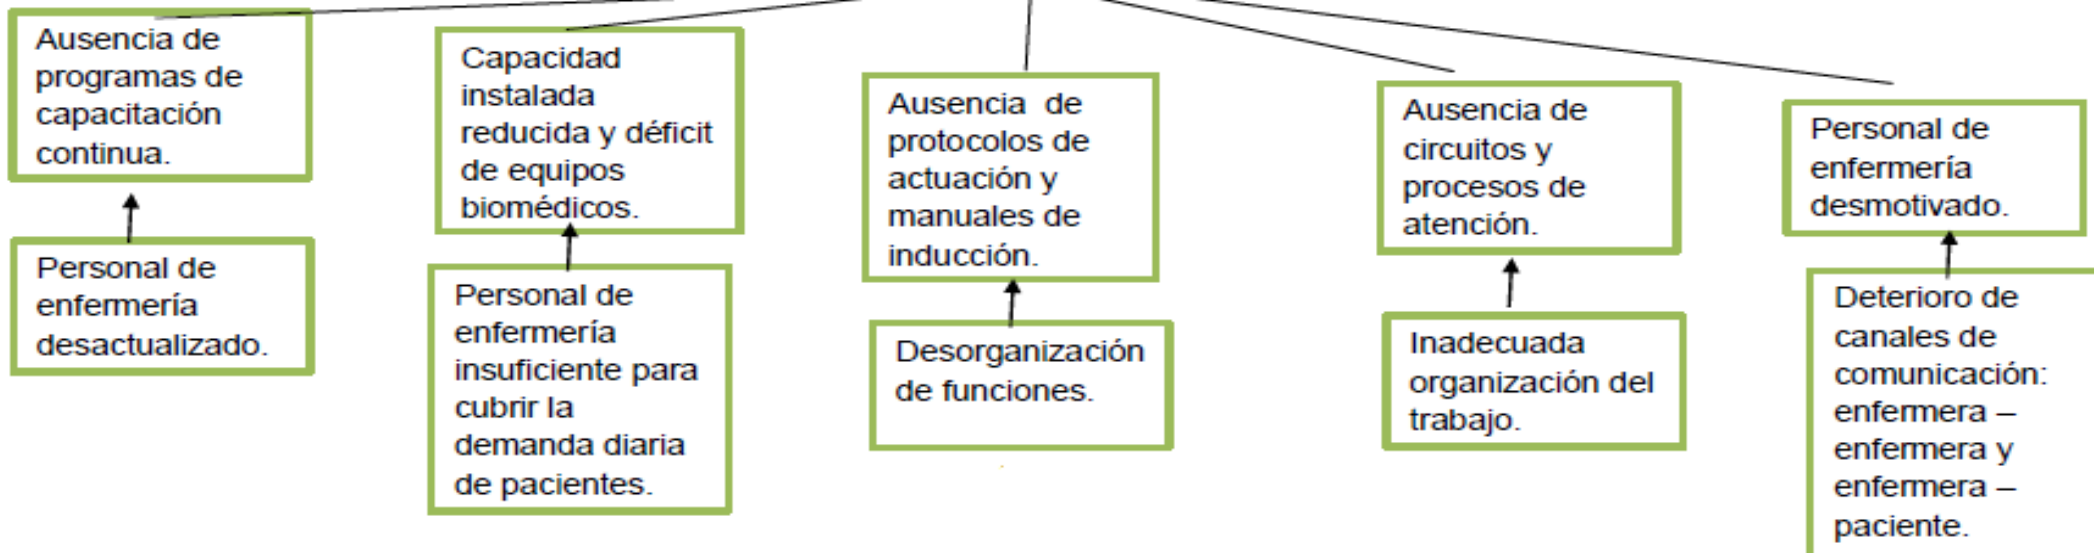 Ausencia de
programas de
capacitación
continua.
Capacidad
instalada
reducida y déficit
de equipos
biomédicos.
Ausencia de
protocolos de
actuación y
manuales de
inducción.
Ausencia de
circuitos y
procesos de
atención.
Personal de
enfermería
desmotivado.
Personal de
enfermería
desactualizado.
Personal de
enfermería
insuficiente para
cubrir la
demanda diaria
de pacientes.
Desorganización
de funciones.
Inadecuada
organización del
trabajo.
Deterioro de
canales de
comunicación:
enfermera –
enfermera y
enfermera –
paciente.